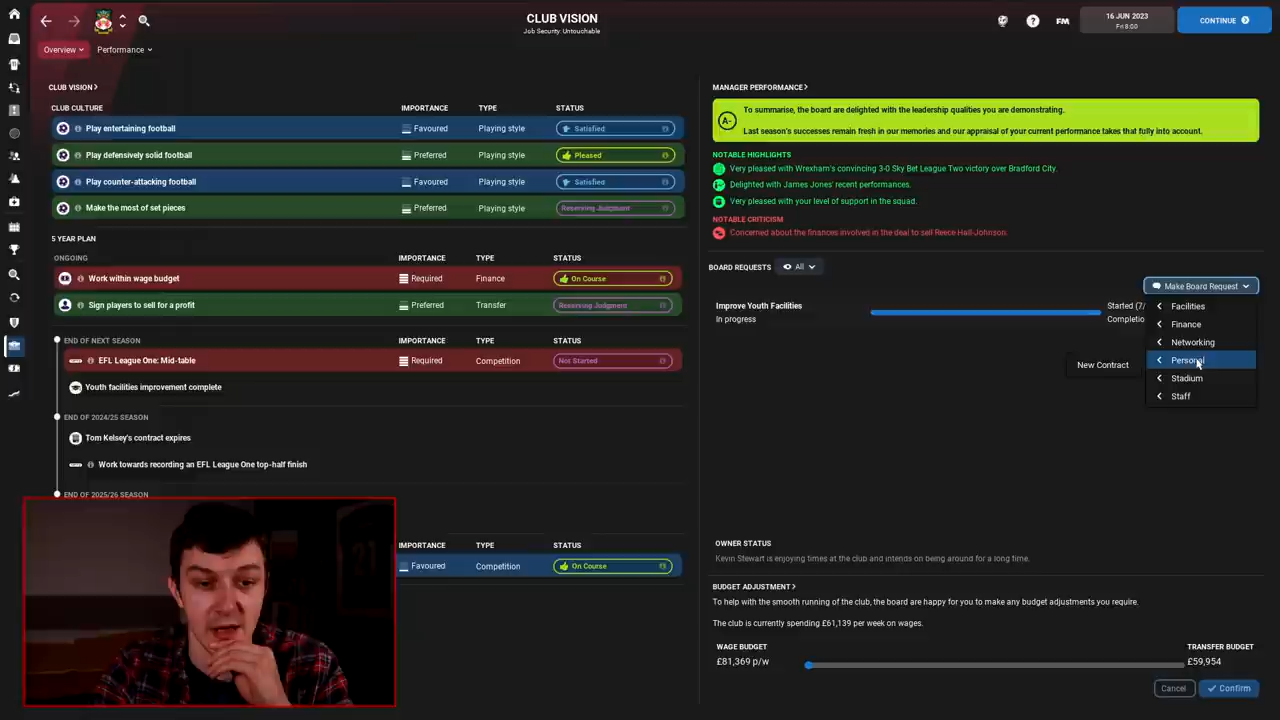 CLUB VISION
Job Security: Untouchable
FM
16 JUN 2023
Fri 8:00
CONTINUE
Overview
Performance
CLUB VISION
CLUB CULTURE
IMPORTANCE
TYPE
STATUS
Play entertaining football
Favoured
Playing style
Satisfied
Play defensively solid football
Preferred
Playing style
Pleased
Play counter-attacking football
Favoured
Playing style
Satisfied
Make the most of set pieces
Preferred
Playing style
Reserving Judgment
5 YEAR PLAN
ONGOING
IMPORTANCE
TYPE
STATUS
Work within wage budget
Required
Finance
On Course
Sign players to sell for a profit
Preferred
Transfer
Reserving Judgment
END OF NEXT SEASON
EFL League One: Mid-table
Required
Competition
Not Started
Youth facilities improvement complete
END OF 2024/25 SEASON
Tom Kelsey's contract expires
Work towards recording an EFL League One top-half finish
END OF 2025/26 SEASON
IMPORTANCE
TYPE
STATUS
Favoured
Competition
On Course
MANAGER PERFORMANCE
A-
To summarise, the board are delighted with the leadership qualities you are demonstrating.
Last season's successes remain fresh in our memories and our appraisal of your current performance takes that fully into account.
NOTABLE HIGHLIGHTS
Very pleased with Wrexham's convincing 3-0 Sky Bet League Two victory over Bradford City.
Delighted with James Jones' recent performances.
Very pleased with your level of support in the squad.
NOTABLE CRITICISM
Concerned about the finances involved in the deal to sell Reece Hall-Johnson.
BOARD REQUESTS
All
Make Board Request
Improve Youth Facilities
In progress
Started (7/
Completio
Facilities
Finance
Networking
Personal
Stadium
Staff
New Contract
OWNER STATUS
Kevin Stewart is enjoying times at the club and intends on being around for a long time.
BUDGET ADJUSTMENT
To help with the smooth running of the club, the board are happy for you to make any budget adjustments you require.
The club is currently spending £61,139 per week on wages.
WAGE BUDGET
£81,369 p/w
TRANSFER BUDGET
£59,954
Cancel
Confirm